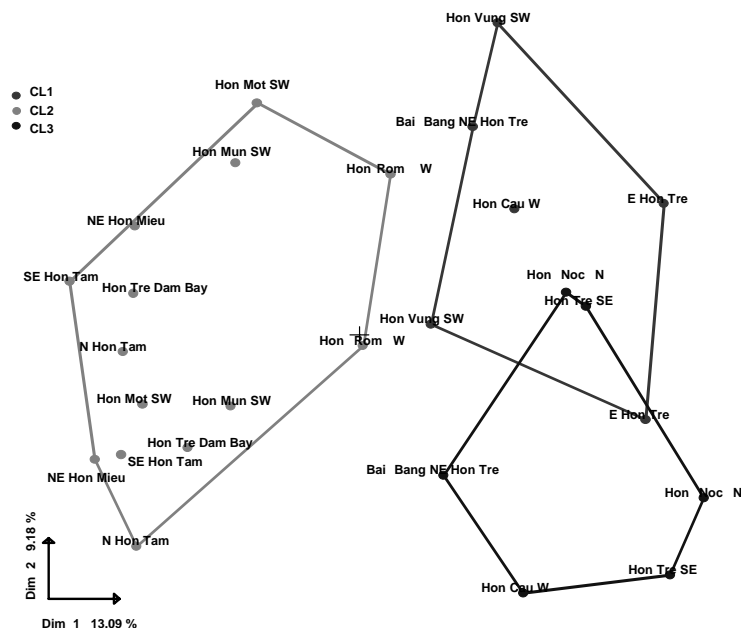 Hon Vung SW
Hon Mot SW
CL1
CL2
CL3
Bai Bang NE Hon Tre
Hon Mun SW
Hon Rom W
Hon Cau W
E Hon Tre
NE Hon Mieu
SE Hon Tam
Hon Noc N
Hon Tre Dam Bay
Hon Tre SE
Hon Vung SW
Hon Rom W
N Hon Tam
Hon Mot SW
Hon Mun SW
E Hon Tre
Hon Tre Dam Bay
SE Hon Tam
Bai Bang NE Hon Tre
NE Hon Mieu
Hon Noc N
N Hon Tam
Hon Tre SE
Hon Cau W
Dim 2 9.18 %
Dim 1 13.09 %